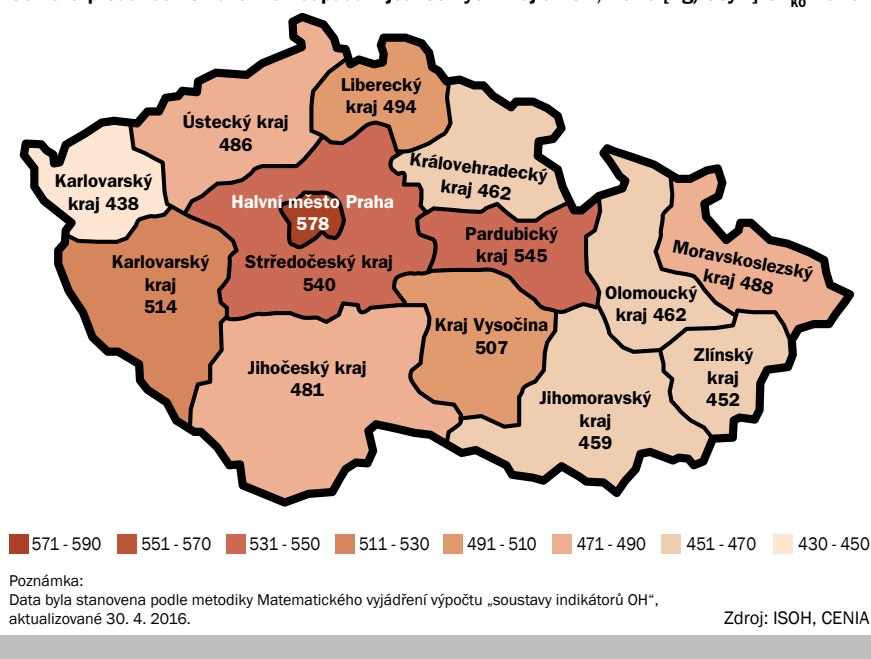 Liberecký
kraj 494
Ústecký kraj
486
Královehradecký
kraj 462
Karlovarský
kraj 438
Halvní město Praha
578
Pardubický
kraj 545
Moravskoslezský
kraj 488
Karlovarský
kraj
514
Stŕředočeský kraj
540
Olomoucký
kraj 462
Kraj Vysočina
507
Zlínský
kraj
452
Jihočeský kraj
481
Jihomoravský
kraj
459
571 - 590 551 - 570 531 - 550 511 - 530 491 - 510 471 - 490 451 - 470 430 - 450
Poznámka:
Data byla stanovena podle metodiky Matematického vyjádření výpočtu „soustavy indikátorů OH“,
aktualizované 30. 4. 2016.
Zdroj: ISOH, CENIA